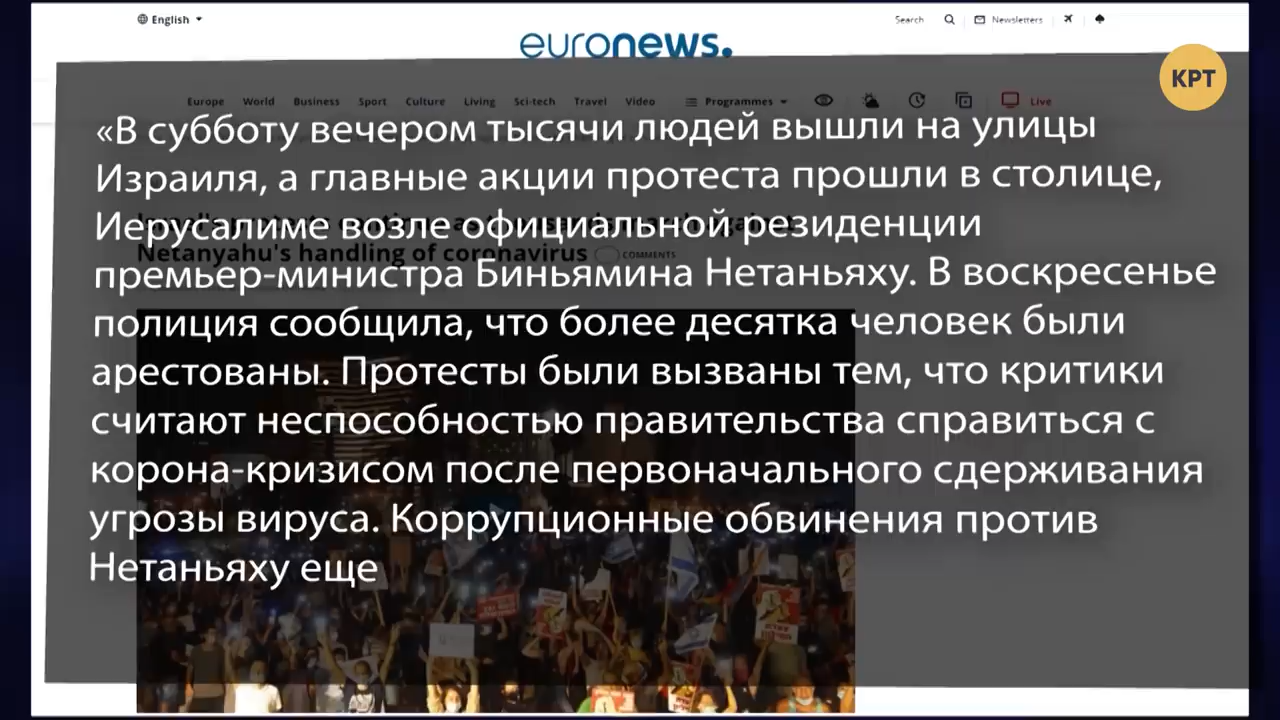 English
Search
Newsletters
euronews.
КРТ
Europe World Business Sport Culture Living Sci-tech Travel Video Programmes Live
«В субботу вечером тысячи людей вышли на улицы
Израиля, а главные акции протеста прошли в столице,
Иерусалиме возле официальной резиденции
Netanyahu's handling of coronavirus COMMENTS
премьер-министра Биньямина Нетаньяху. В воскресенье
полиция сообщила, что более десятка человек были
арестованы. Протесты были вызваны тем, что критики
считают неспособностью правительства справиться с
корона-кризисом после первоначального сдерживания
угрозы вируса. Коррупционные обвинения против
Нетаньяху еще